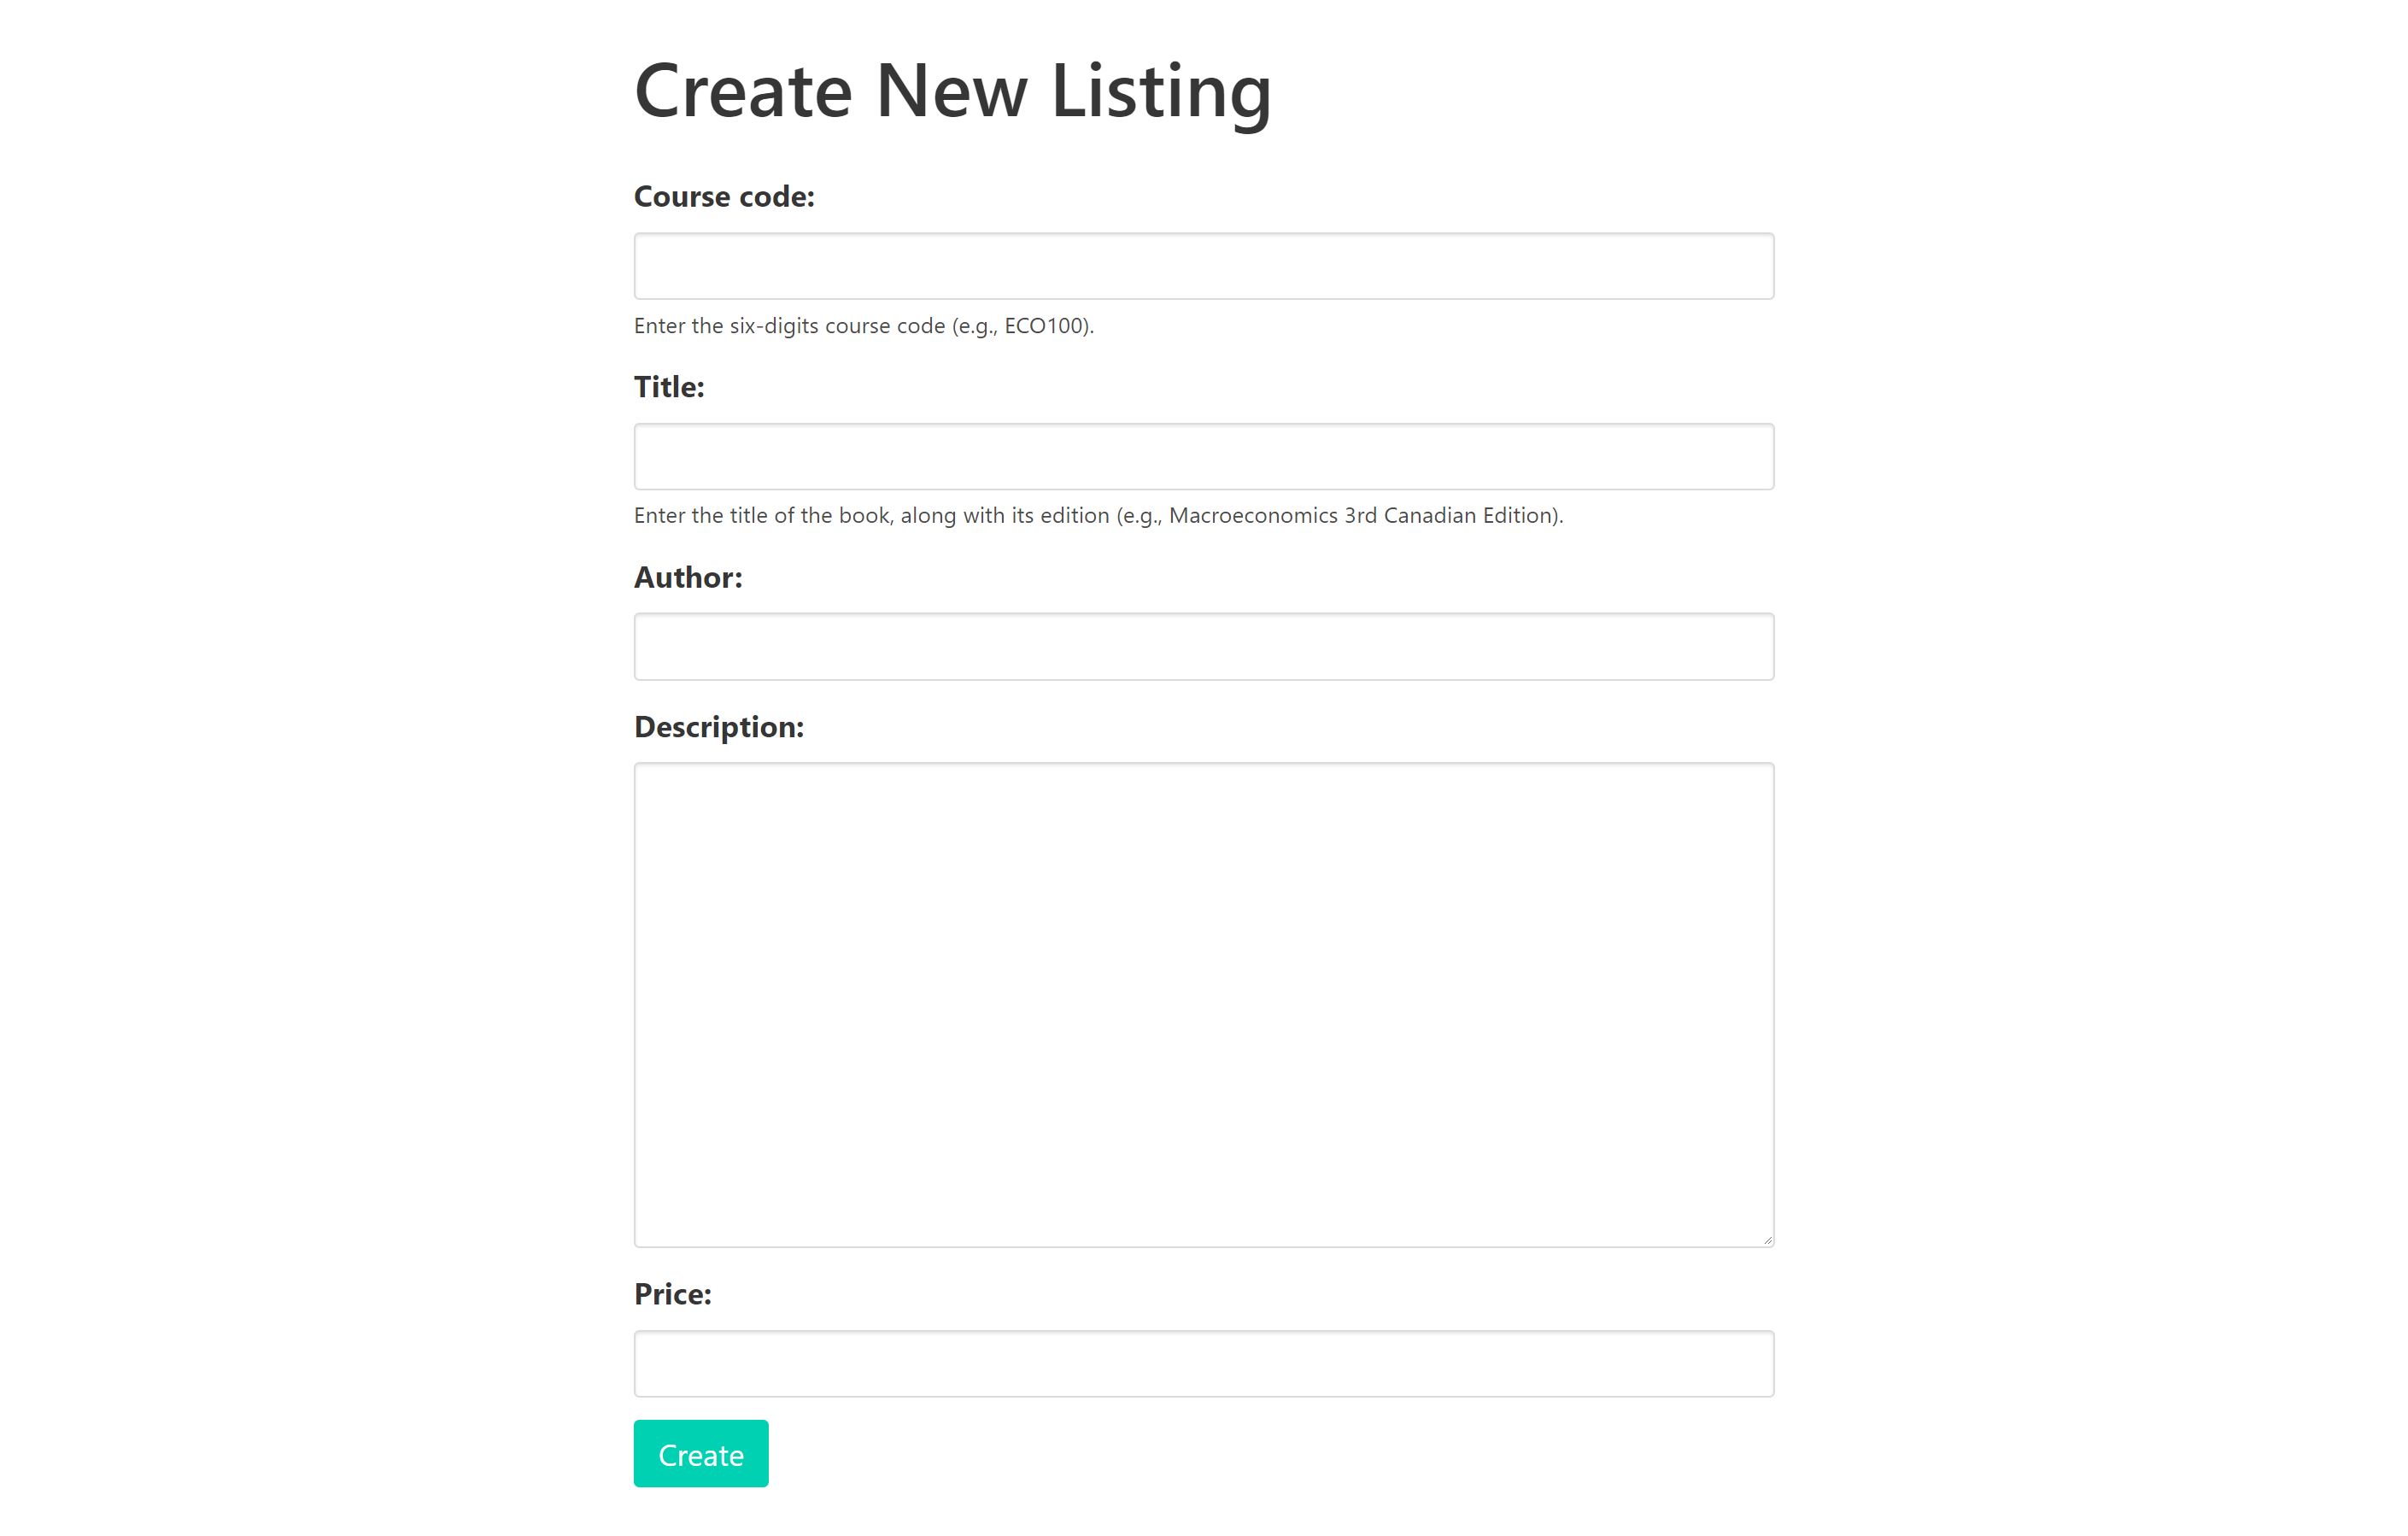 Create New Listing
Course code:
Enter the six-digits course code (e.g., ECO100).
Title:
Enter the title of the book, along with its edition (e.g., Macroeconomics 3rd Canadian Edition).
Author:
Description:
Price:
Create